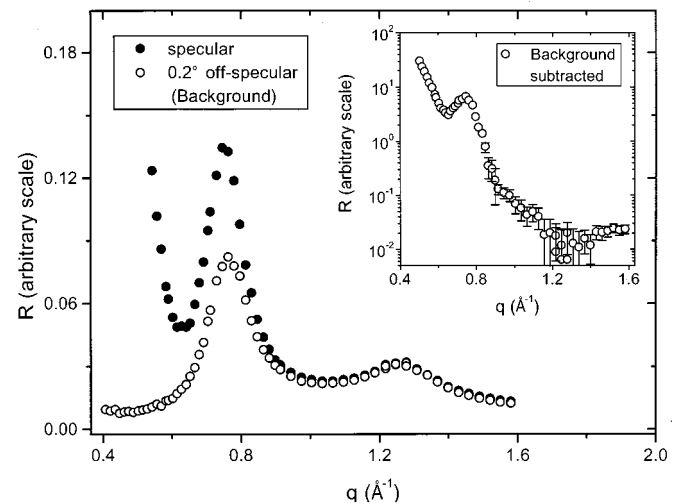 0.18
specular
0.2° off-specular
(Background)
0.12
R (arbitrary scale)
0.06
0.00
0.4 0.8 1.2 1.6 2.0
q (Å⁻¹)
10²
Background
subtracted
10¹
10⁰
R (arbitrary scale)
10⁻¹
10⁻²
0.4 0.8 1.2 1.6
q (Å⁻¹)